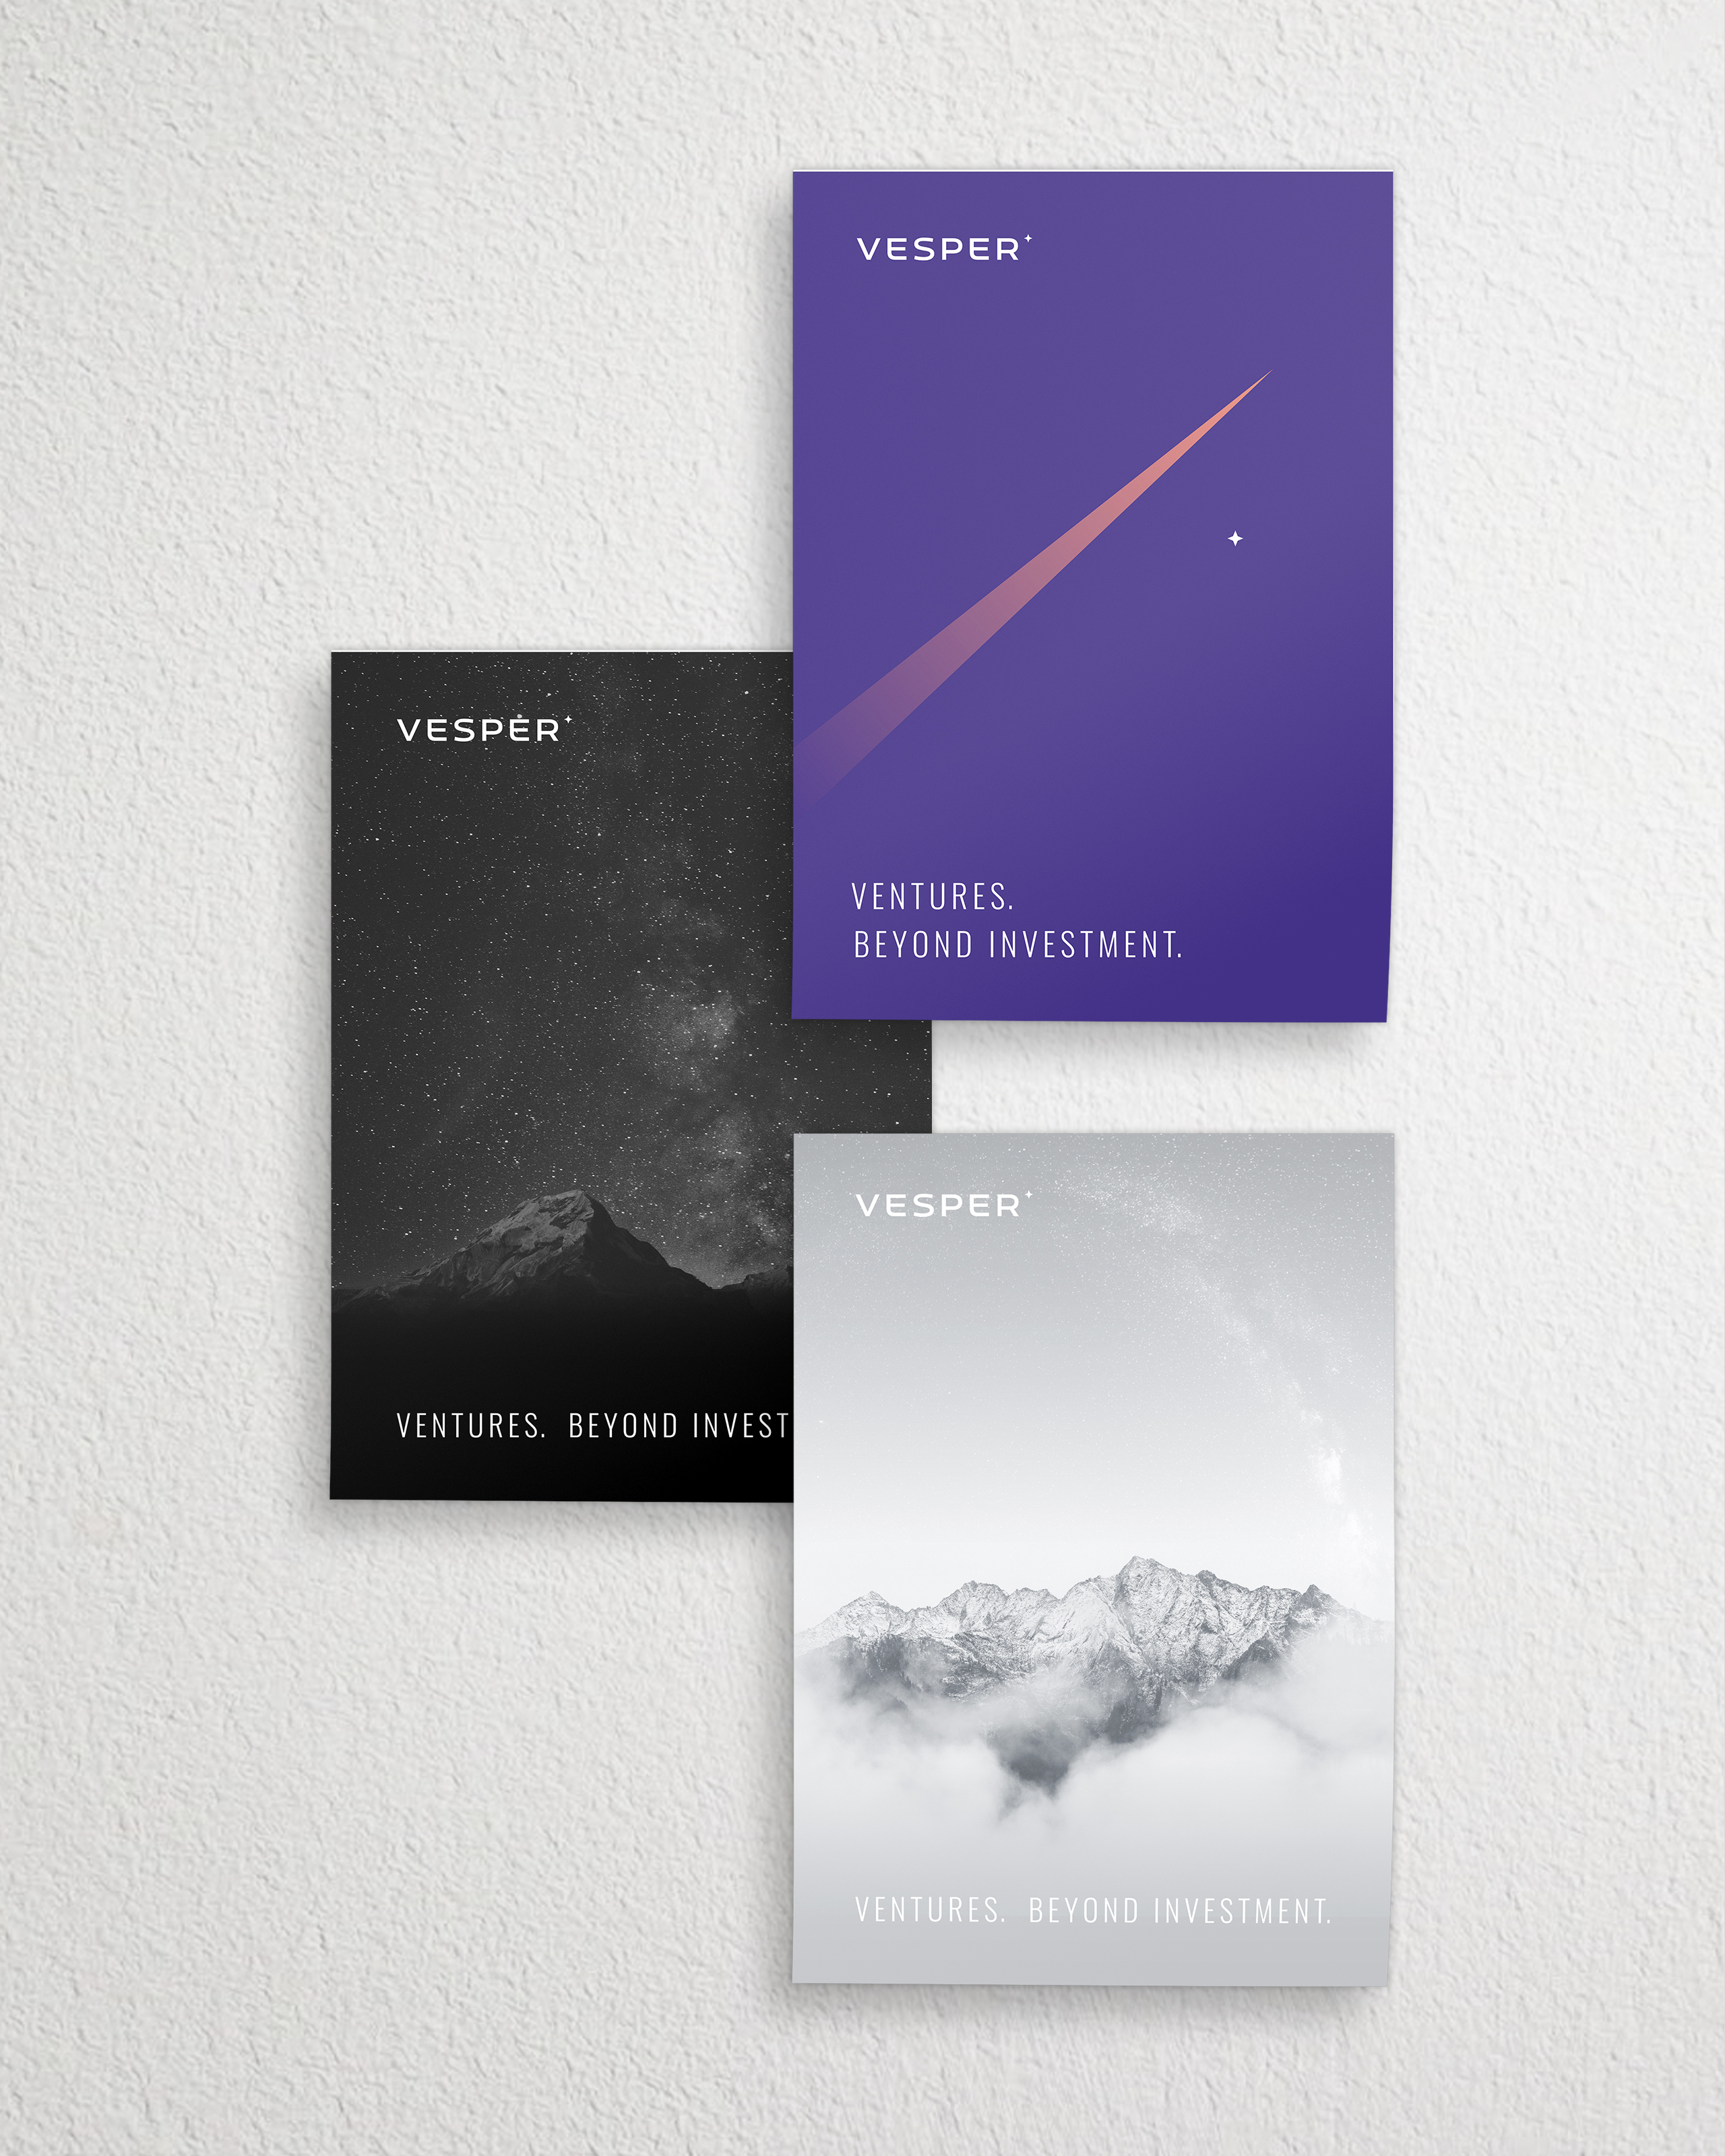 VESPER
VENTURES.
BEYOND INVESTMENT.
VESPER
VENTURES. BEYOND INVEST
VESPER
VENTURES. BEYOND INVESTMENT.